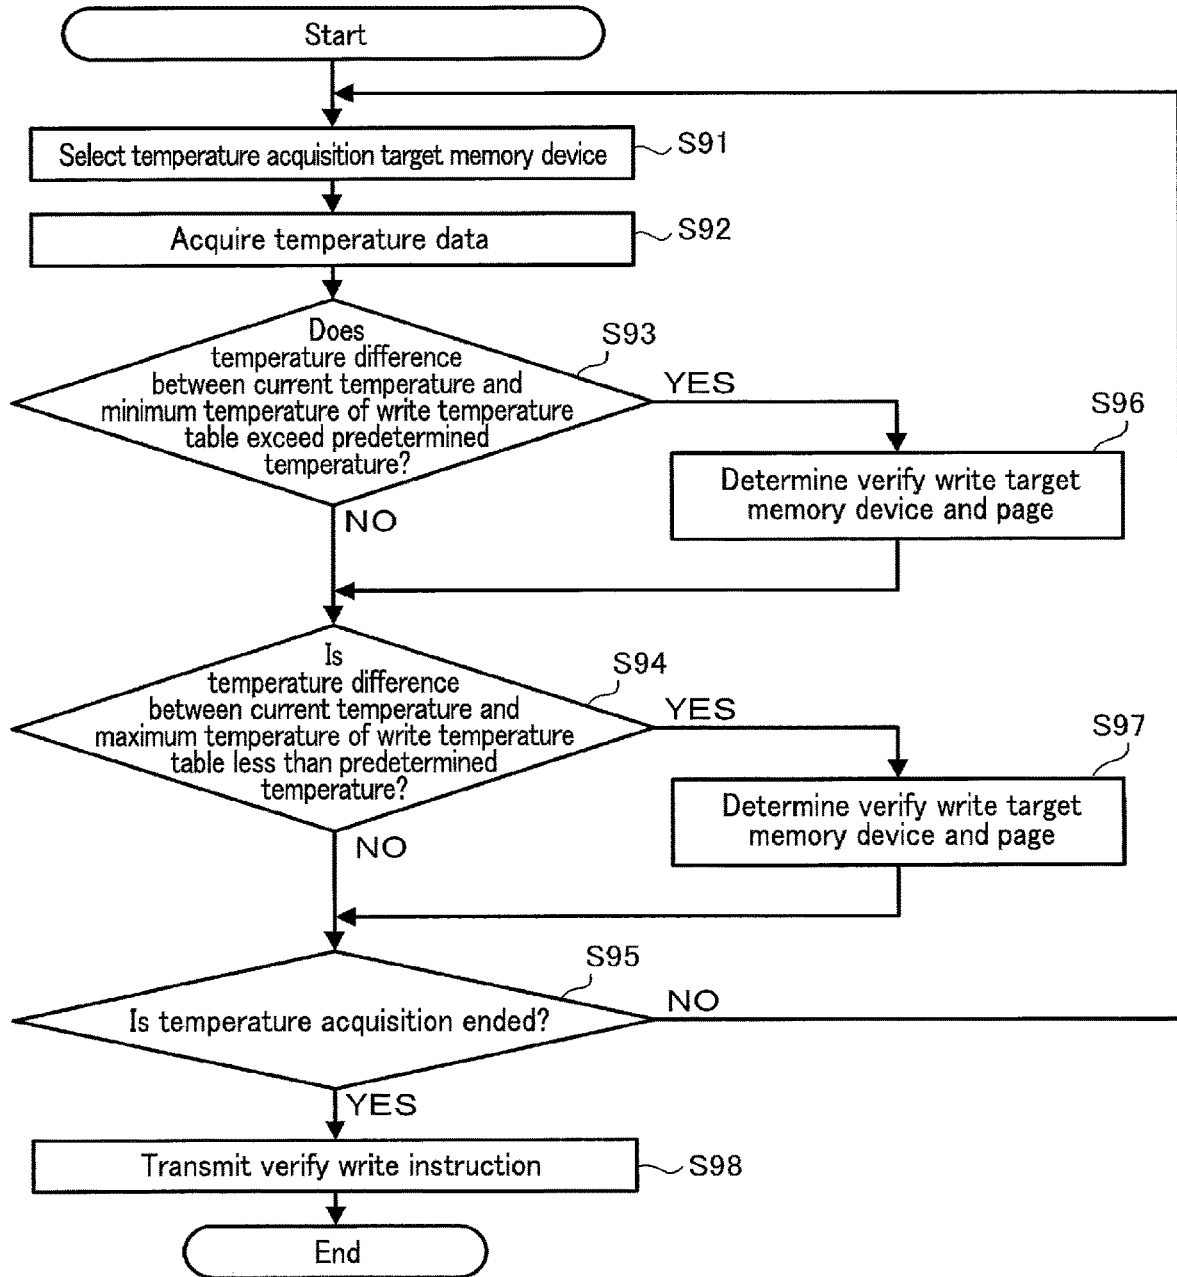 Start
Select temperature acquisition target memory device
S91
Acquire temperature data
S92
Does
temperature difference
between current temperature and
minimum temperature of write temperature
table exceed predetermined
temperature?
S93
YES
NO
S96
Determine verify write target
memory device and page
Is
temperature difference
between current temperature and
maximum temperature of write temperature
table less than predetermined
temperature?
S94
YES
NO
S97
Determine verify write target
memory device and page
Is temperature acquisition ended?
S95
NO
YES
Transmit verify write instruction
S98
End